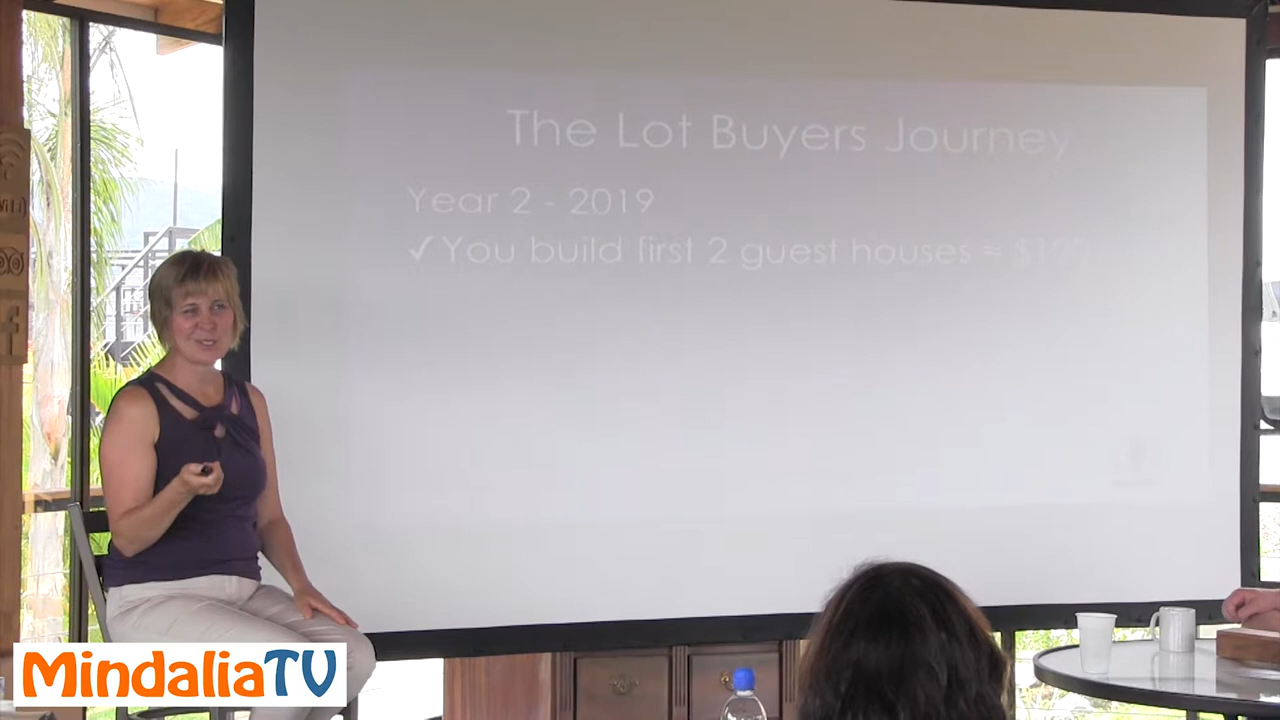 The Lot Buyers Journey
Year 2 - 2019
✓You build first 2 guest houses =
MindaliaTV